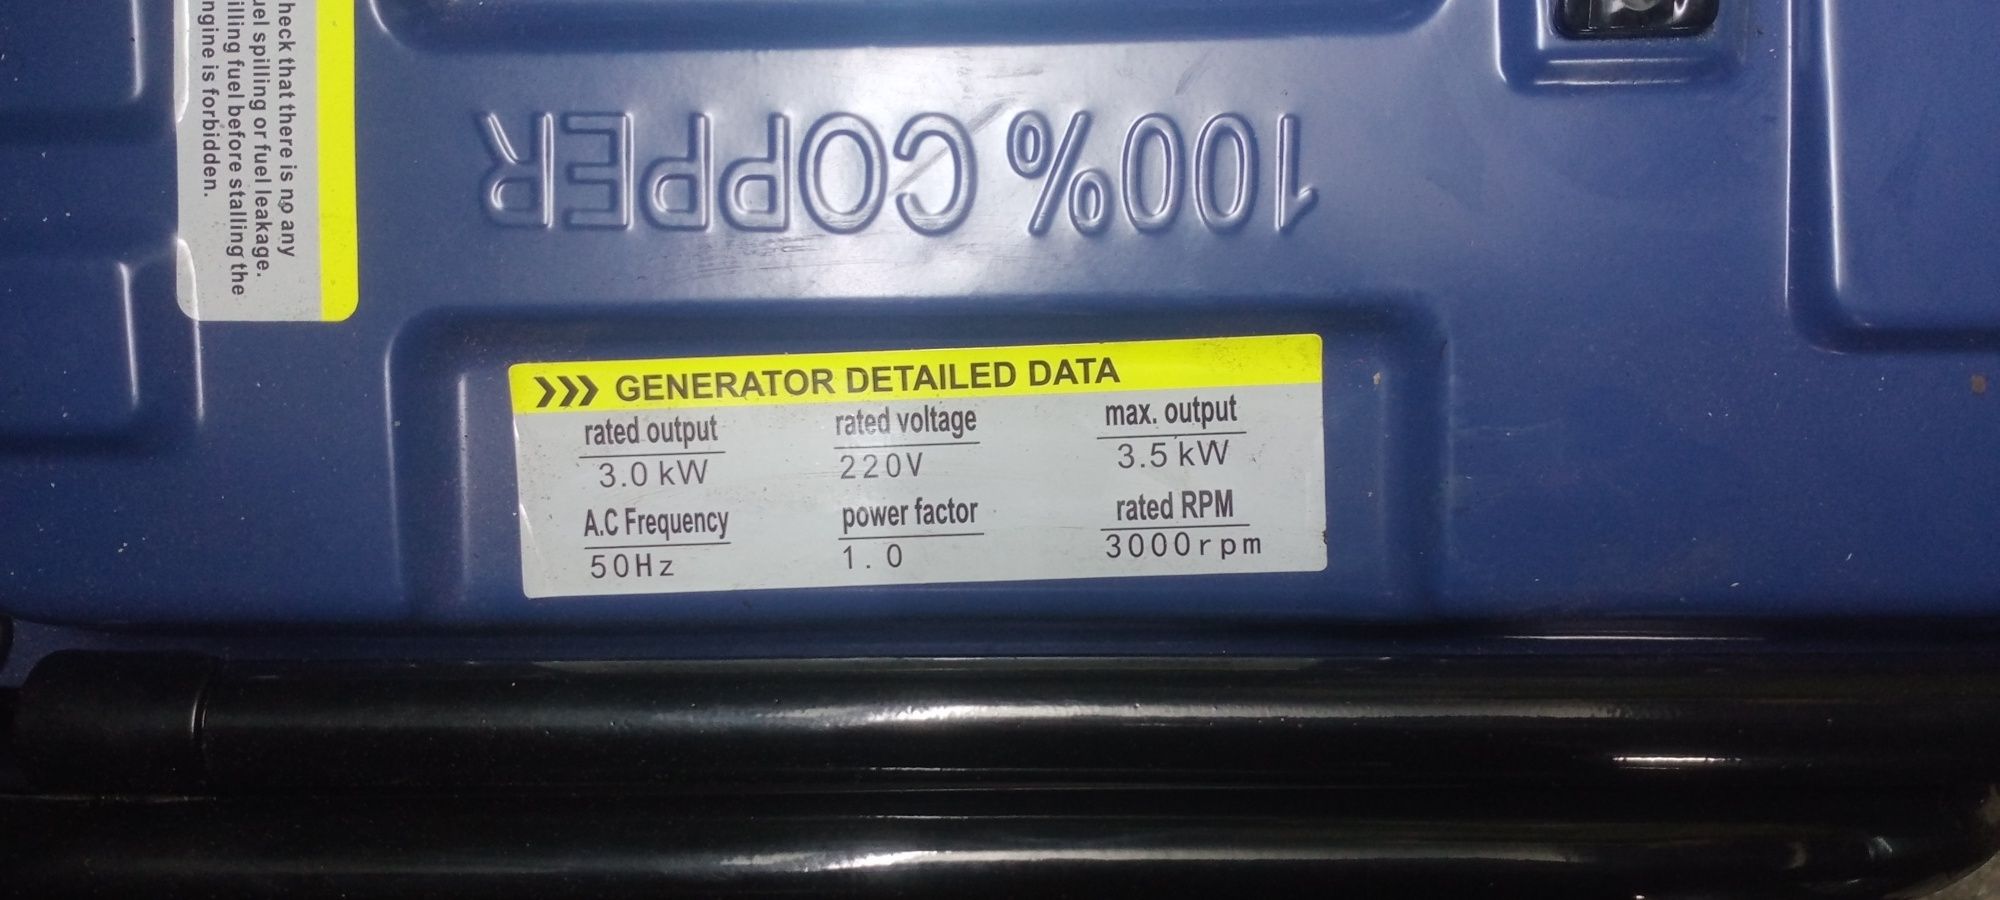 heck that there is no any
uel spilling or fuel leakage.
illing fuel before stalling the
ngine is forbidden.
100% COPPER
>>> GENERATOR DETAILED DATA
rated output rated voltage max. output
3.0 kW 220V 3.5 kW
A.C Frequency power factor rated RPM
50Hz 1.0 3000rpm